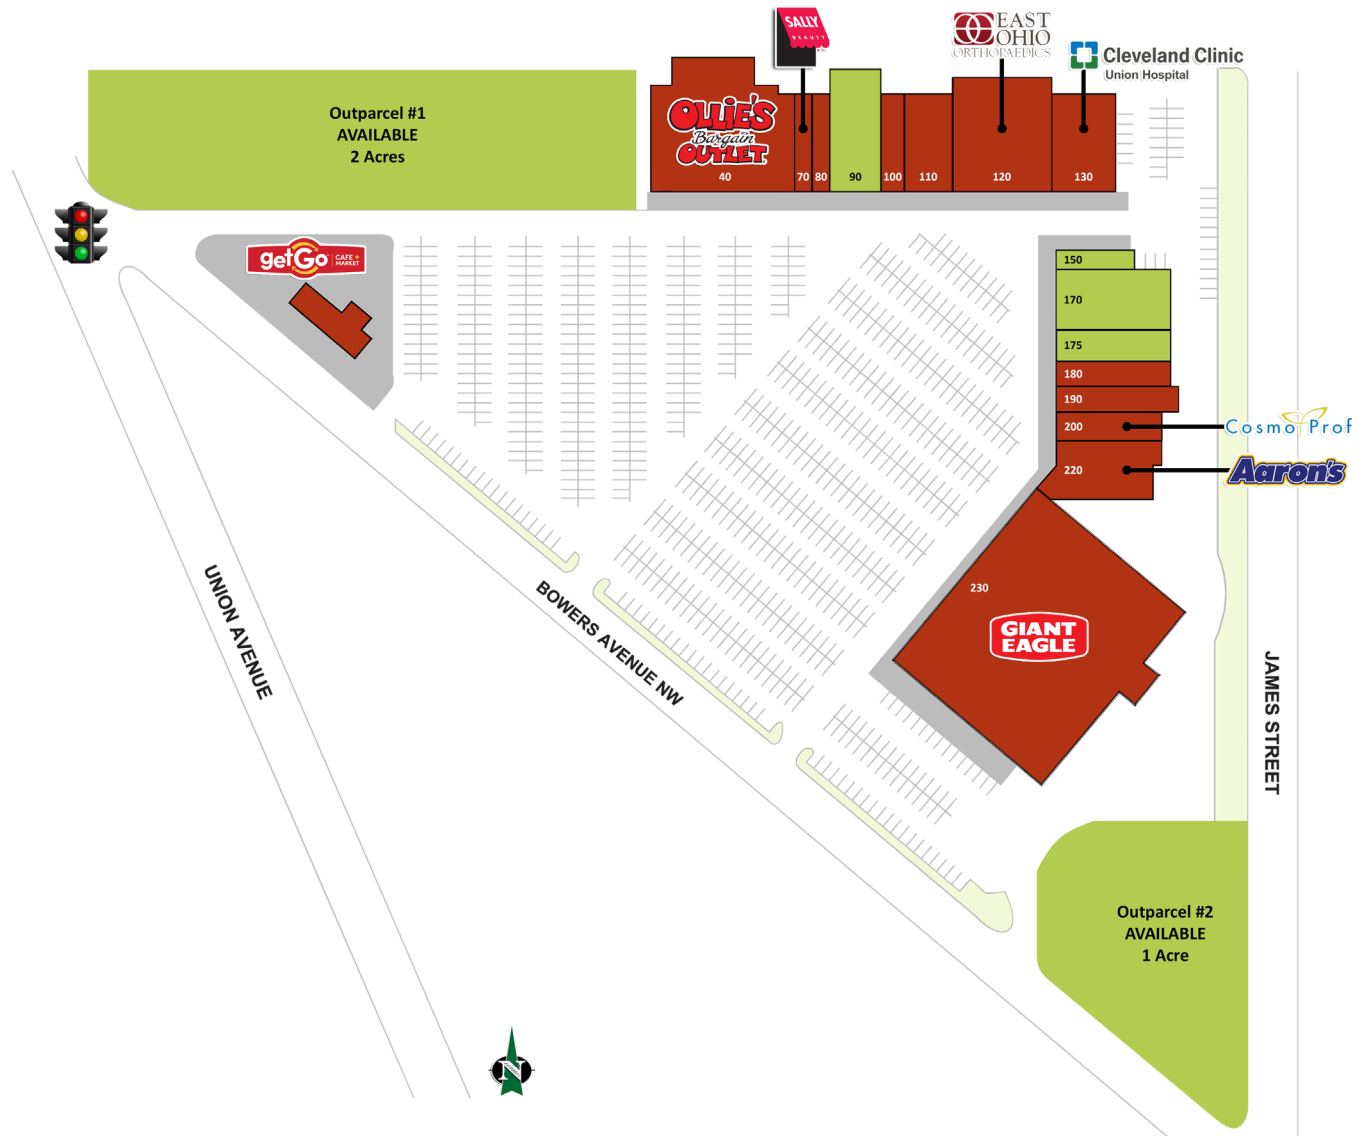 SALLY
BEAUTY
EAST
OHIO
ORTHOPAEDICS
Cleveland Clinic
Union Hospital
Outparcel #1
AVAILABLE
2 Acres
OLLIE'S
Bargain
OUTLET
40
70
80
90
100
110
120
130
getGo
CAFE +
MARKET
150
170
175
180
190
200
CosmoProf
220
Aaron's
230
GIANT
EAGLE
UNION AVENUE
BOWERS AVENUE NW
JAMES STREET
Outparcel #2
AVAILABLE
1 Acre
N